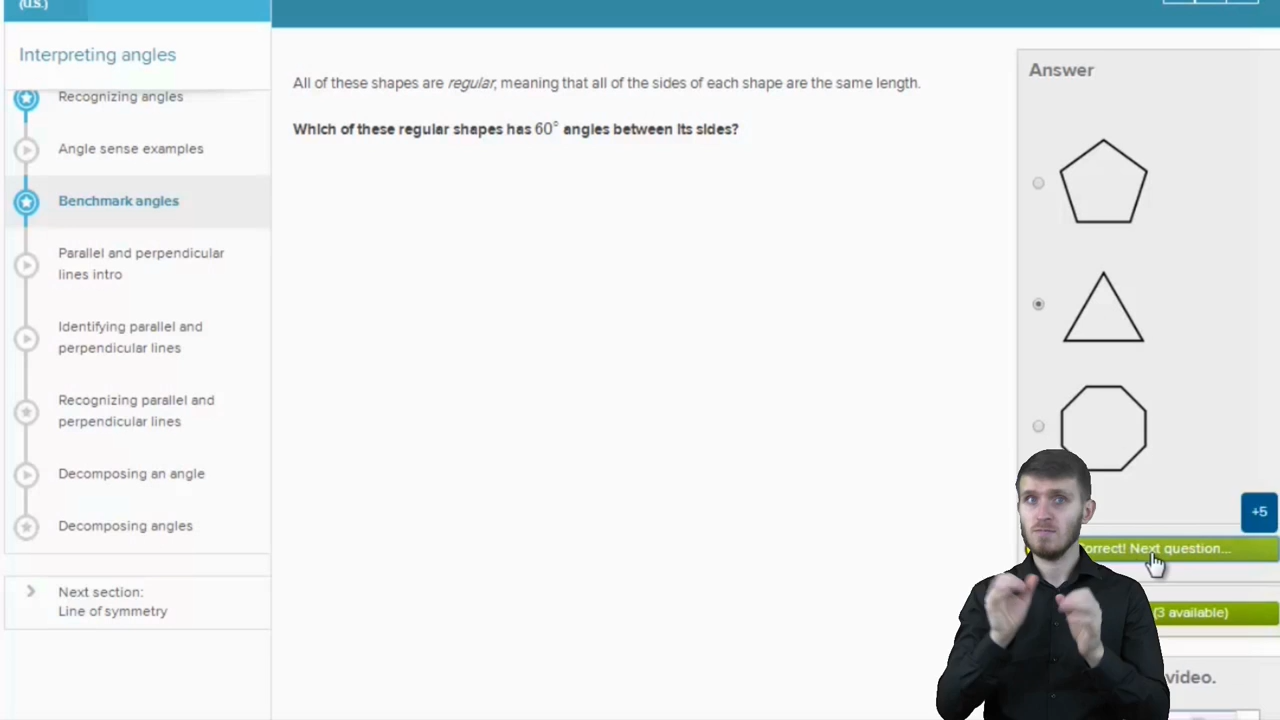 (U.S.)
Interpreting angles
Recognizing angles
Angle sense examples
Benchmark angles
Parallel and perpendicular
lines intro
Identifying parallel and
perpendicular lines
Recognizing parallel and
perpendicular lines
Decomposing an angle
Decomposing angles
Next section:
Line of symmetry
All of these shapes are regular, meaning that all of the sides of each shape are the same length.
Which of these regular shapes has 60° angles between its sides?
Answer
+5
orrect! Next question...
(3 available)
video.